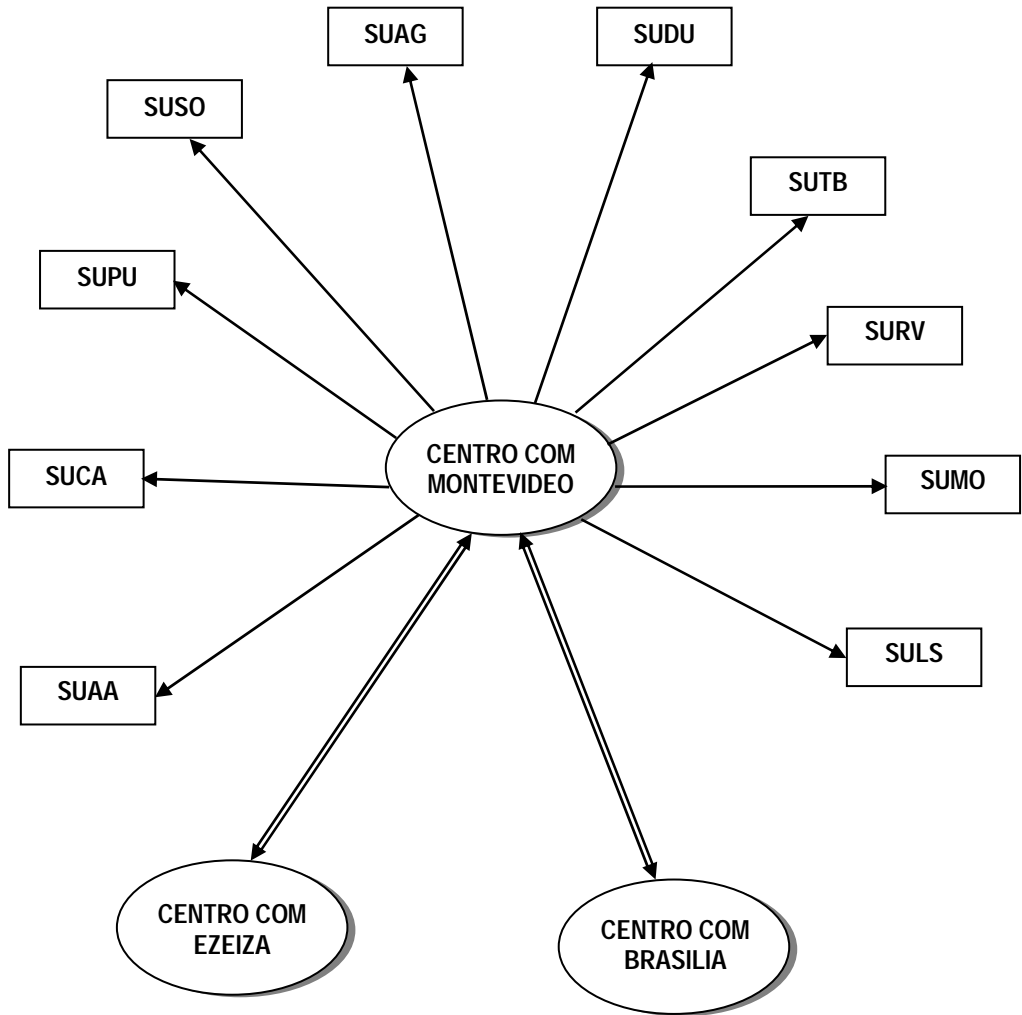 SUAG
SUDU
SUSO
SUTB
SUPU
SURV
CENTRO COM
MONTEVIDEO
SUCA
SUMO
SULS
SUAA
CENTRO COM
EZEIZA
CENTRO COM
BRASILIA